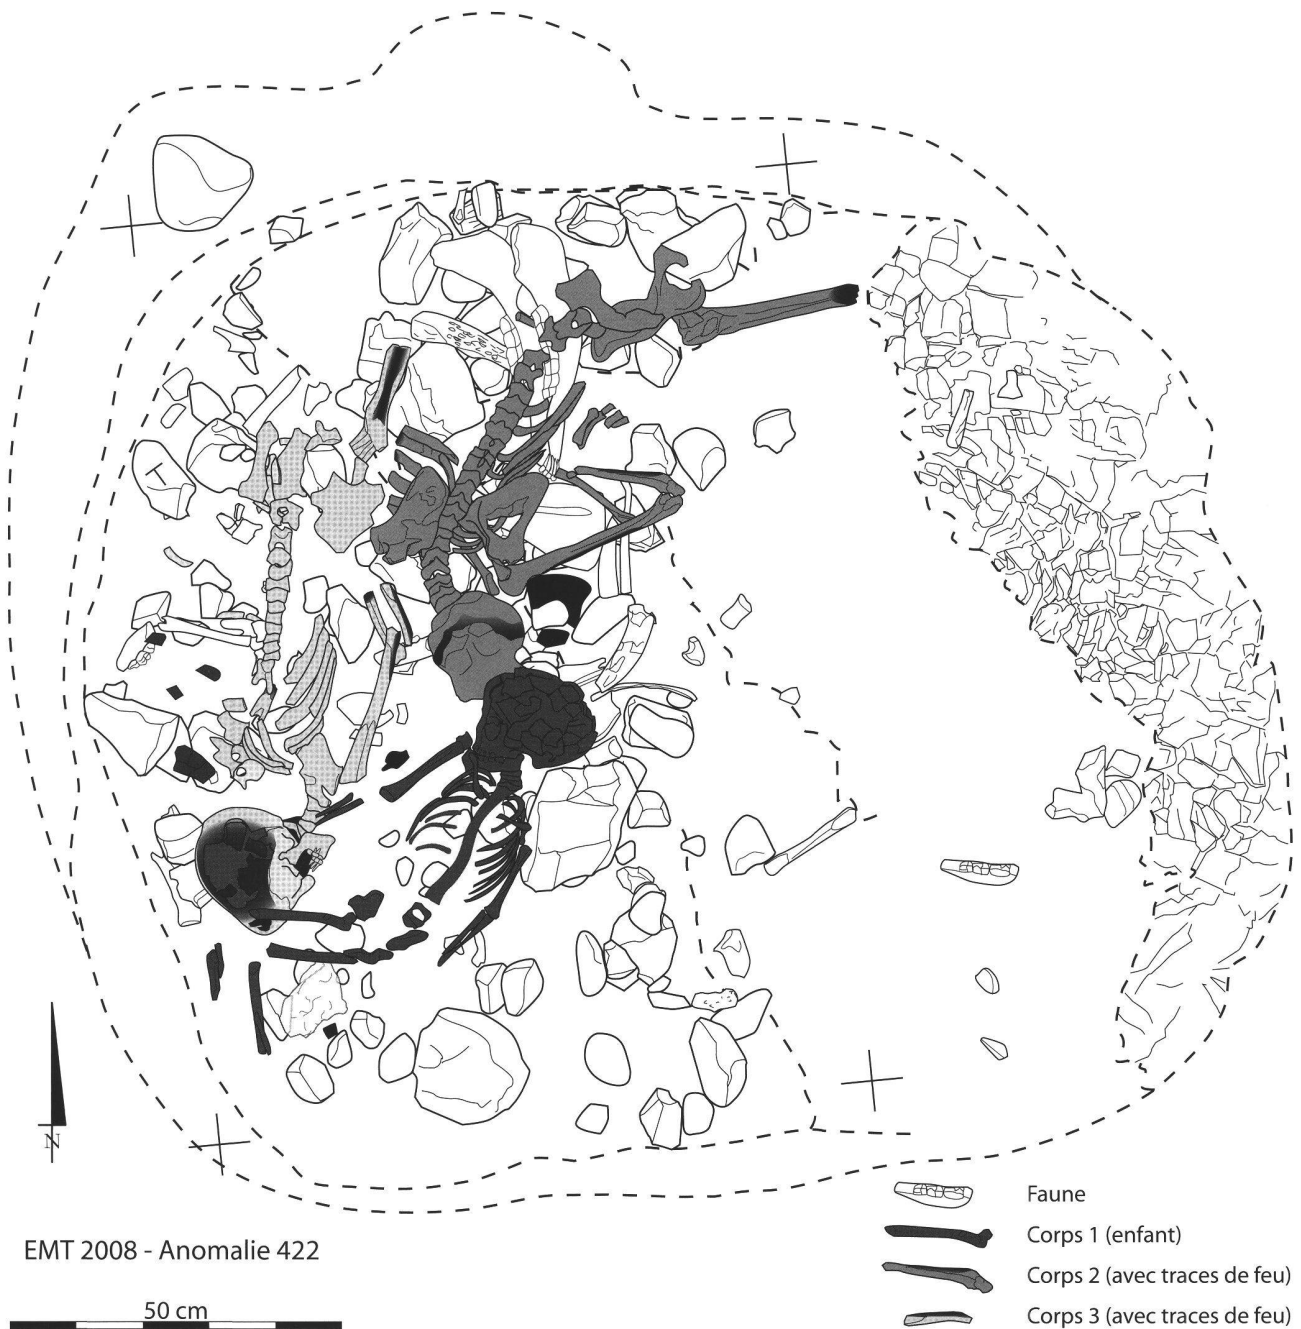 N
EMT 2008 - Anomalie 422
50 cm
Faune
Corps 1 (enfant)
Corps 2 (avec traces de feu)
Corps 3 (avec traces de feu)